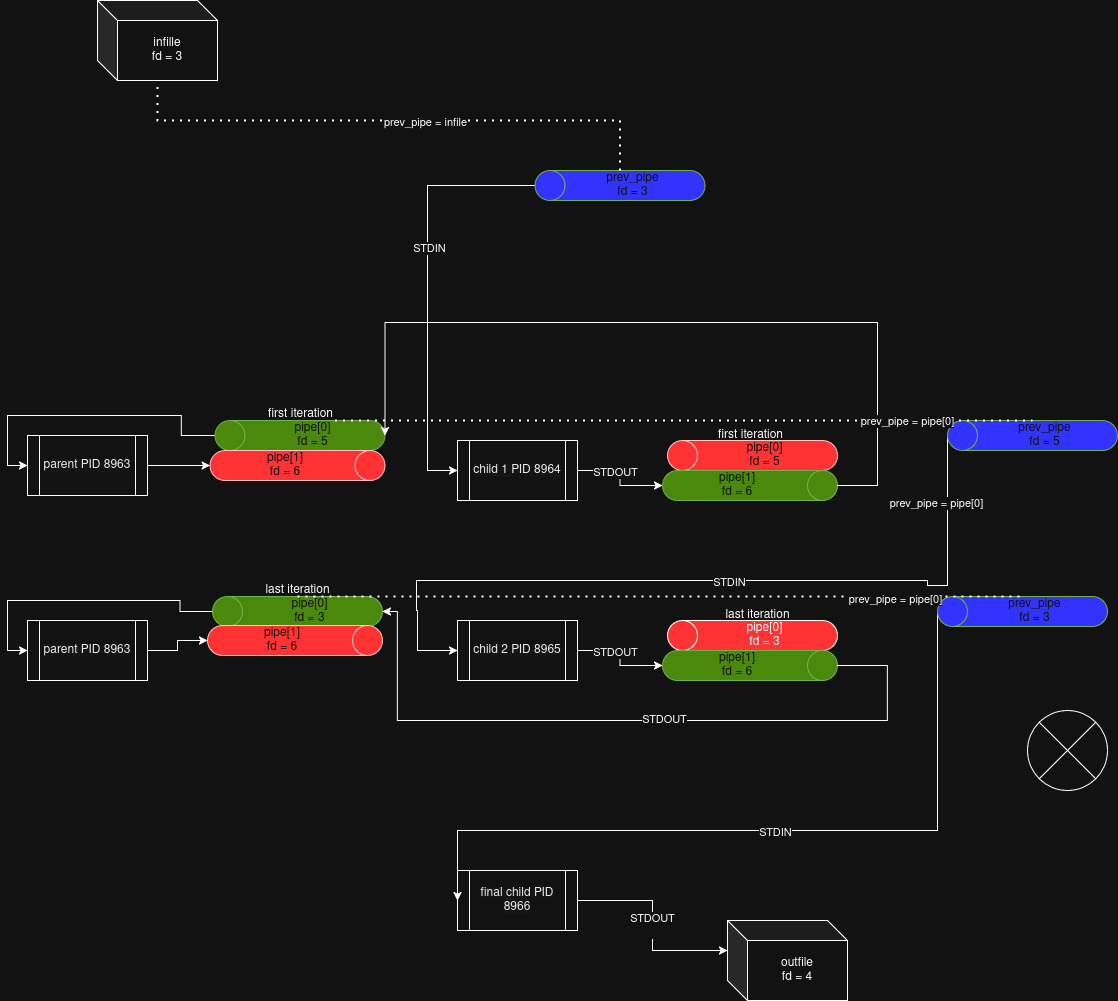 infille
fd = 3
prev_pipe = infile
prev_pipe
fd = 3
STDIN
first iteration
pipe[0]
fd = 5
pipe[1]
fd = 6
parent PID 8963
child 1 PID 8964
STDOUT
first iteration
pipe[0]
fd = 5
pipe[1]
fd = 6
prev_pipe = pipe[0]
prev_pipe
fd = 5
prev_pipe = pipe[0]
STDIN
last iteration
pipe[0]
fd = 3
pipe[1]
fd = 6
parent PID 8963
child 2 PID 8965
STDOUT
last iteration
pipe[0]
fd = 3
pipe[1]
fd = 6
prev_pipe = pipe[0]
prev_pipe
fd = 3
STDOUT
STDIN
final child PID
8966
STDOUT
outfile
fd = 4